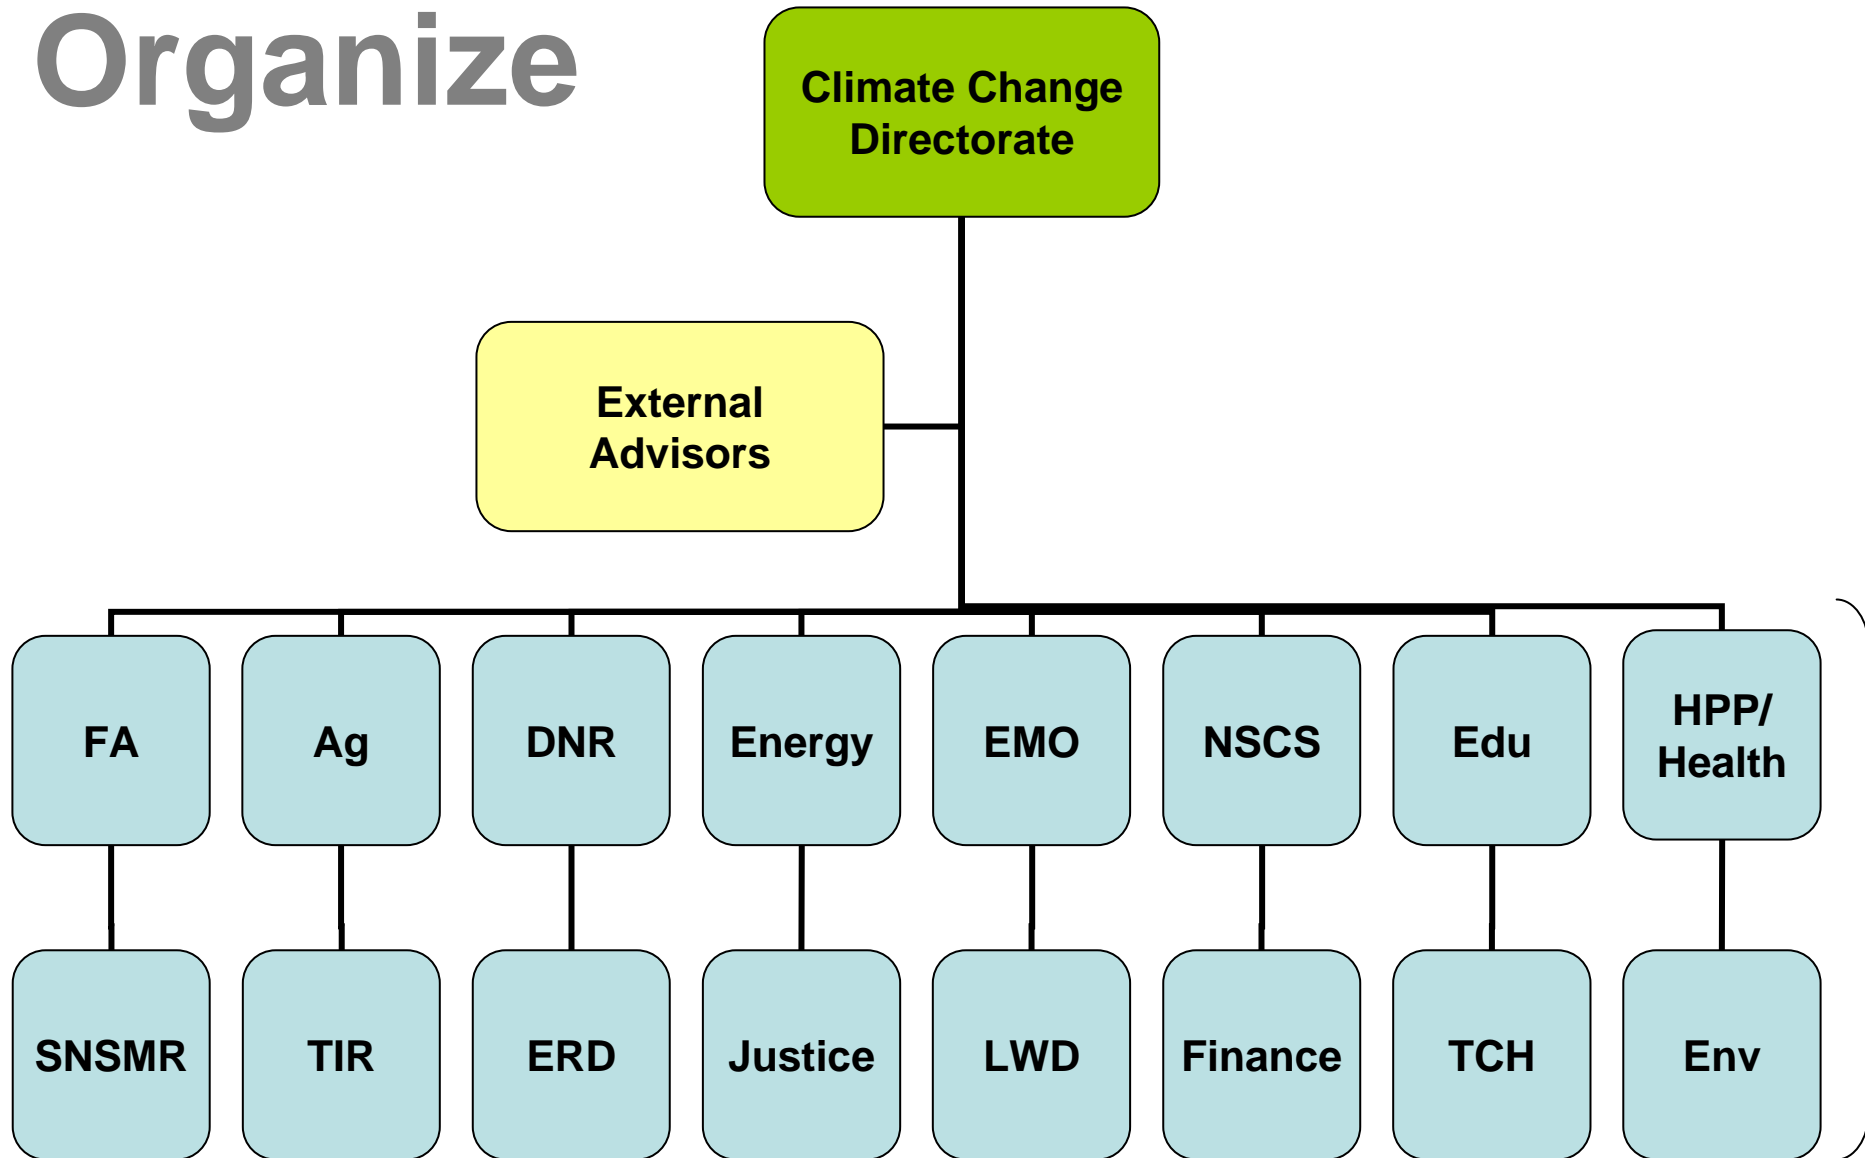 Organize
Climate Change
Directorate
External
Advisors
FA
Ag
DNR
Energy
EMO
NSCS
Edu
HPP/
Health
SNSMR
TIR
ERD
Justice
LWD
Finance
TCH
Env